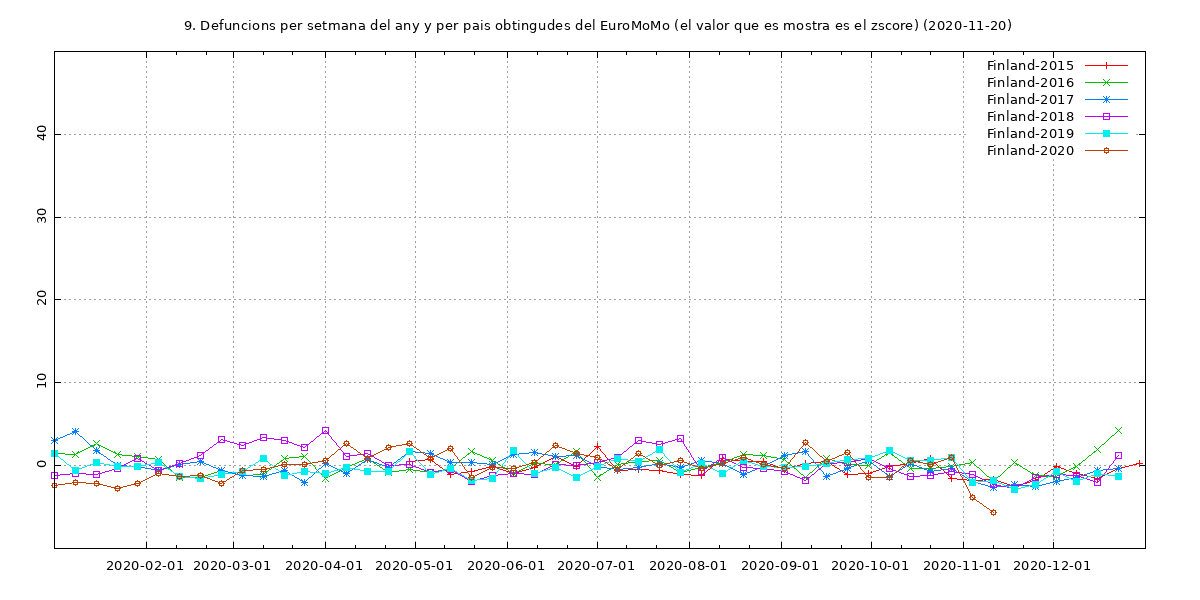 9. Defuncions per setmana del any y per pais obtingudes del EuroMoMo (el valor que es mostra es el zscore) (2020-11-20)
Finland-2015
Finland-2016
Finland-2017
Finland-2018
Finland-2019
Finland-2020
40
30
20
10
0
2020-02-01 2020-03-01 2020-04-01 2020-05-01 2020-06-01 2020-07-01 2020-08-01 2020-09-01 2020-10-01 2020-11-01 2020-12-01